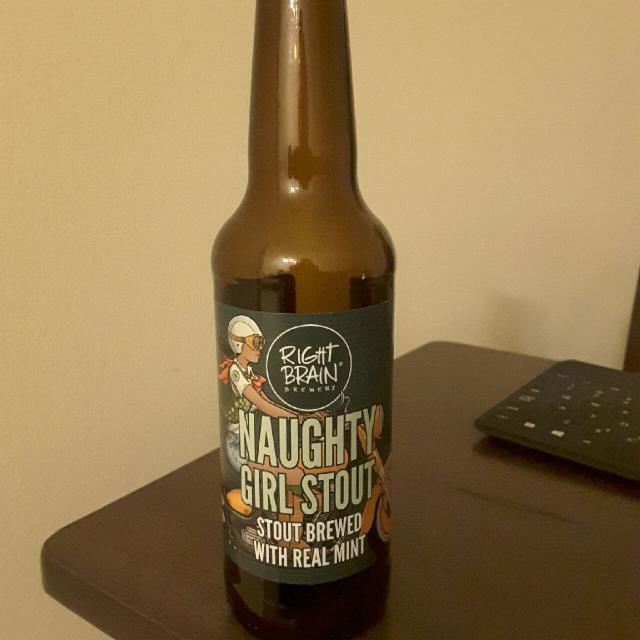 RIGHT
BRAIN®
BREWERY
NAUGHTY
GIRL STOUT
STOUT BREWED
WITH REAL MINT